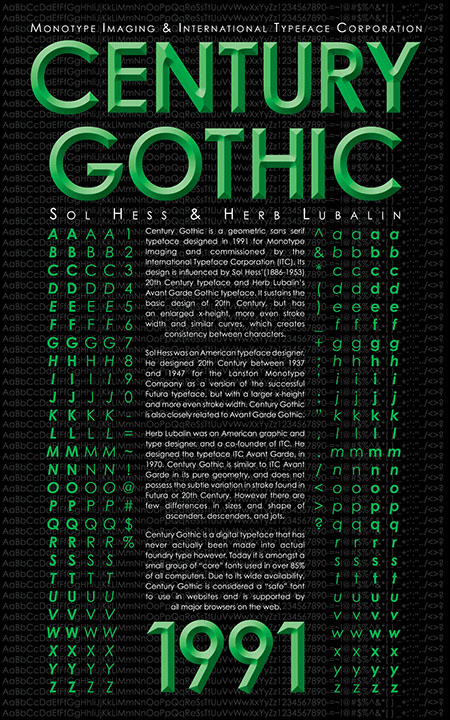 MONOTYPE IMAGING & INTERNATIONAL TYPEFACE CORPORATION
CENTURY
GOTHIC
SOL HESS & HERB LUBALIN
A A A A 1
B B B B 2
C C C C 3
D D D D 4
E E E E 5
F F F F 6
G G G G 7
H H H H 8
I I I I 9
J J J J 0
K K K K -
L L L L =
M M M M ~
N N N N !
O O O O @
P P P P #
Q Q Q Q $
R R R R %
S S S S
T T T T
U U U U
V V V V
W W W W
X X X X
Y Y Y Y
Z Z Z Z
Century Gothic is a geometric sans serif
typeface designed in 1991 for Monotype
Imaging and commissioned by the
International Typeface Corporation (ITC). Its
design is influenced by Sol Hess'(1886-1953)
20th Century typeface and Herb Lubalin's
Avant Garde Gothic typeface. It sustains the
basic design of 20th Century, but has
an enlarged x-height, more even stroke
width and similar curves, which creates
consistency between characters.
Sol Hess was an American typeface designer.
He designed 20th Century between 1937
and 1947 for the Lanston Monotype
Company as a version of the successful
Futura typeface, but with a larger x-height
and more even stroke width. Century Gothic
is also closely related to Avant Garde Gothic.
Herb Lubalin was an American graphic and
type designer, and a co-founder of ITC. He
designed the typeface ITC Avant Garde, in
1970. Century Gothic is similar to ITC Avant
Garde in its pure geometry, and does not
possess the subtle variation in stroke found in
Futura or 20th Century. However there are
few differences in sizes and shape of
ascenders, descenders, and jots.
Century Gothic is a digital typeface that has
never actually been made into actual
foundry type however. Today it is amongst a
small group of "core" fonts used in over 85%
of all computers. Due to its wide availability,
Century Gothic is considered a "safe" font
to use in websites and is supported by
all major browsers on the web.
^ a a a a
& b b b b
* c c c c
( d d d d
) e e e e
_ f f f f
+ g g g g
; h h h h
: i i i i
j j j j
" k k k k
, l l l l
. m m m m
/ n n n n
< o o o o
> p p p p
? q q q q
r r r r
s s s s
t t t t
u u u u
v v v v
w w w w
x x x x
y y y y
z z z z
1991